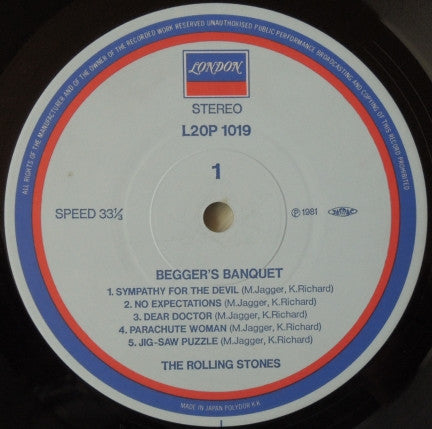 ALL RIGHTS OF THE MANUFACTURER AND OF THE OWNER OF THE RECORDED WORK RESERVED UNAUTHORISED PUBLIC PERFORMANCE BROADCASTING AND COPYING OF THIS RECORD PROHIBITED
LONDON
STEREO
L20P 1019
1
SPEED 33⅓
℗ 1981
BEGGER'S BANQUET
1. SYMPATHY FOR THE DEVIL (M.Jagger, K.Richard)
2. NO EXPECTATIONS (M.Jagger, K.Richard)
3. DEAR DOCTOR (M.Jagger, K.Richard)
4. PARACHUTE WOMAN (M.Jagger, K.Richard)
5. JIG-SAW PUZZLE (M.Jagger, K.Richard)
THE ROLLING STONES
MADE IN JAPAN POLYDOR K.K.